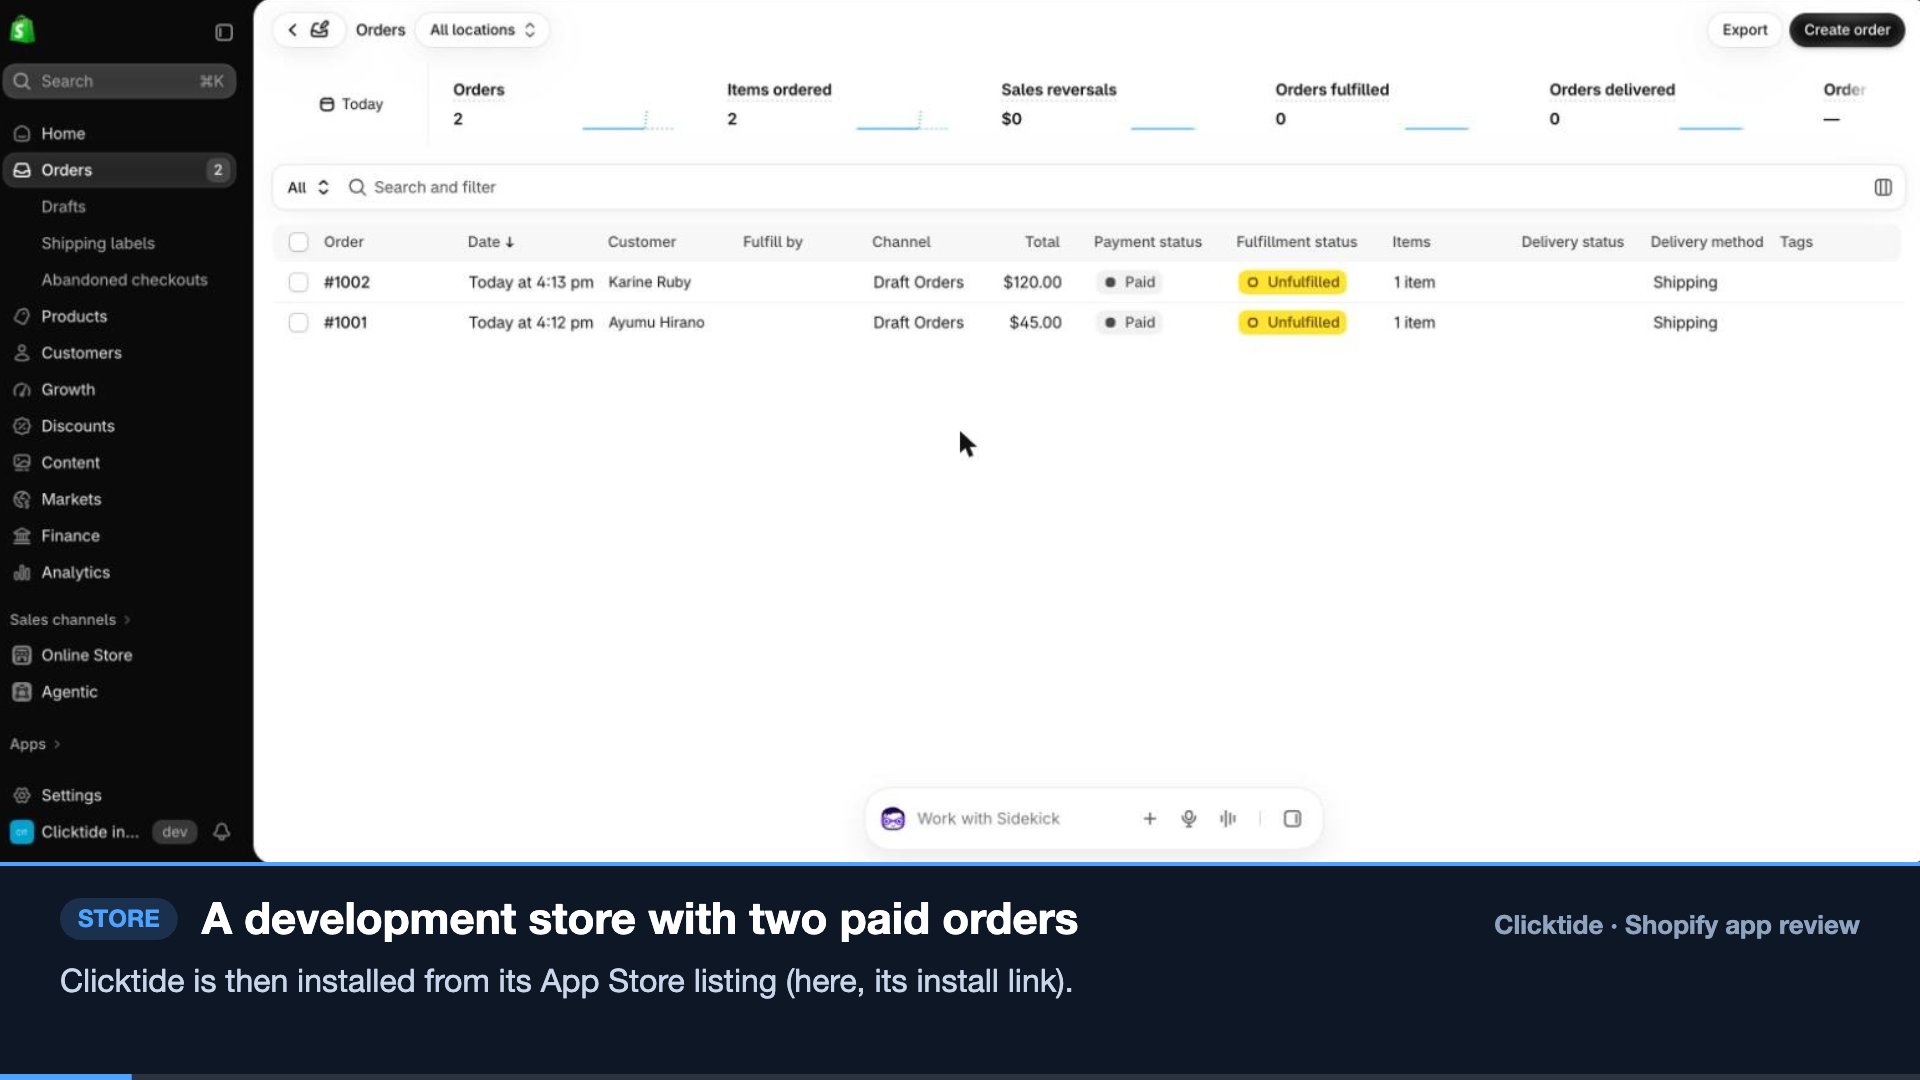 Search ⌘K
Home
Orders 2
Drafts
Shipping labels
Abandoned checkouts
Products
Customers
Growth
Discounts
Content
Markets
Finance
Analytics
Sales channels
Online Store
Agentic
Apps
Settings
Clicktide in... dev
Orders All locations
Export Create order
Today
Orders
2
Items ordered
2
Sales reversals
$0
Orders fulfilled
0
Orders delivered
0
Order
—
All Search and filter
Order Date Customer Fulfill by Channel Total Payment status Fulfillment status Items Delivery status Delivery method Tags
#1002 Today at 4:13 pm Karine Ruby Draft Orders $120.00 Paid Unfulfilled 1 item Shipping
#1001 Today at 4:12 pm Ayumu Hirano Draft Orders $45.00 Paid Unfulfilled 1 item Shipping
Work with Sidekick
STORE A development store with two paid orders
Clicktide · Shopify app review
Clicktide is then installed from its App Store listing (here, its install link).